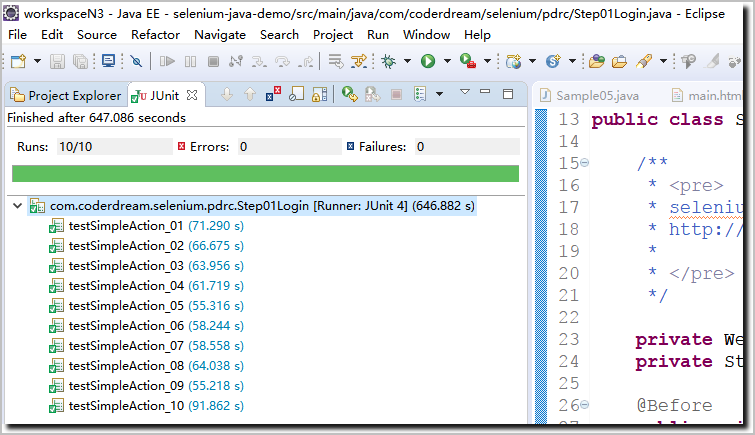 workspaceN3 - Java EE - selenium-java-demo/src/main/java/com/coderdream/selenium/pdrc/Step01Login.java - Eclipse
File Edit Source Refactor Navigate Search Project Run Window Help
Project Explorer JUnit
Finished after 647.086 seconds
Runs: 10/10 Errors: 0 Failures: 0
com.coderdream.selenium.pdrc.Step01Login [Runner: JUnit 4] (646.882 s)
testSimpleAction_01 (71.290 s)
testSimpleAction_02 (66.675 s)
testSimpleAction_03 (63.956 s)
testSimpleAction_04 (61.719 s)
testSimpleAction_05 (55.316 s)
testSimpleAction_06 (58.244 s)
testSimpleAction_07 (58.558 s)
testSimpleAction_08 (64.038 s)
testSimpleAction_09 (55.218 s)
testSimpleAction_10 (91.862 s)
Sample05.java main.html
13 public class S
14
15 /**
16 * <pre>
17 * seleniu
18 * http://
19 *
20 * </pre>
21 */
22
23 private We
24 private St
25
26 @Before
27